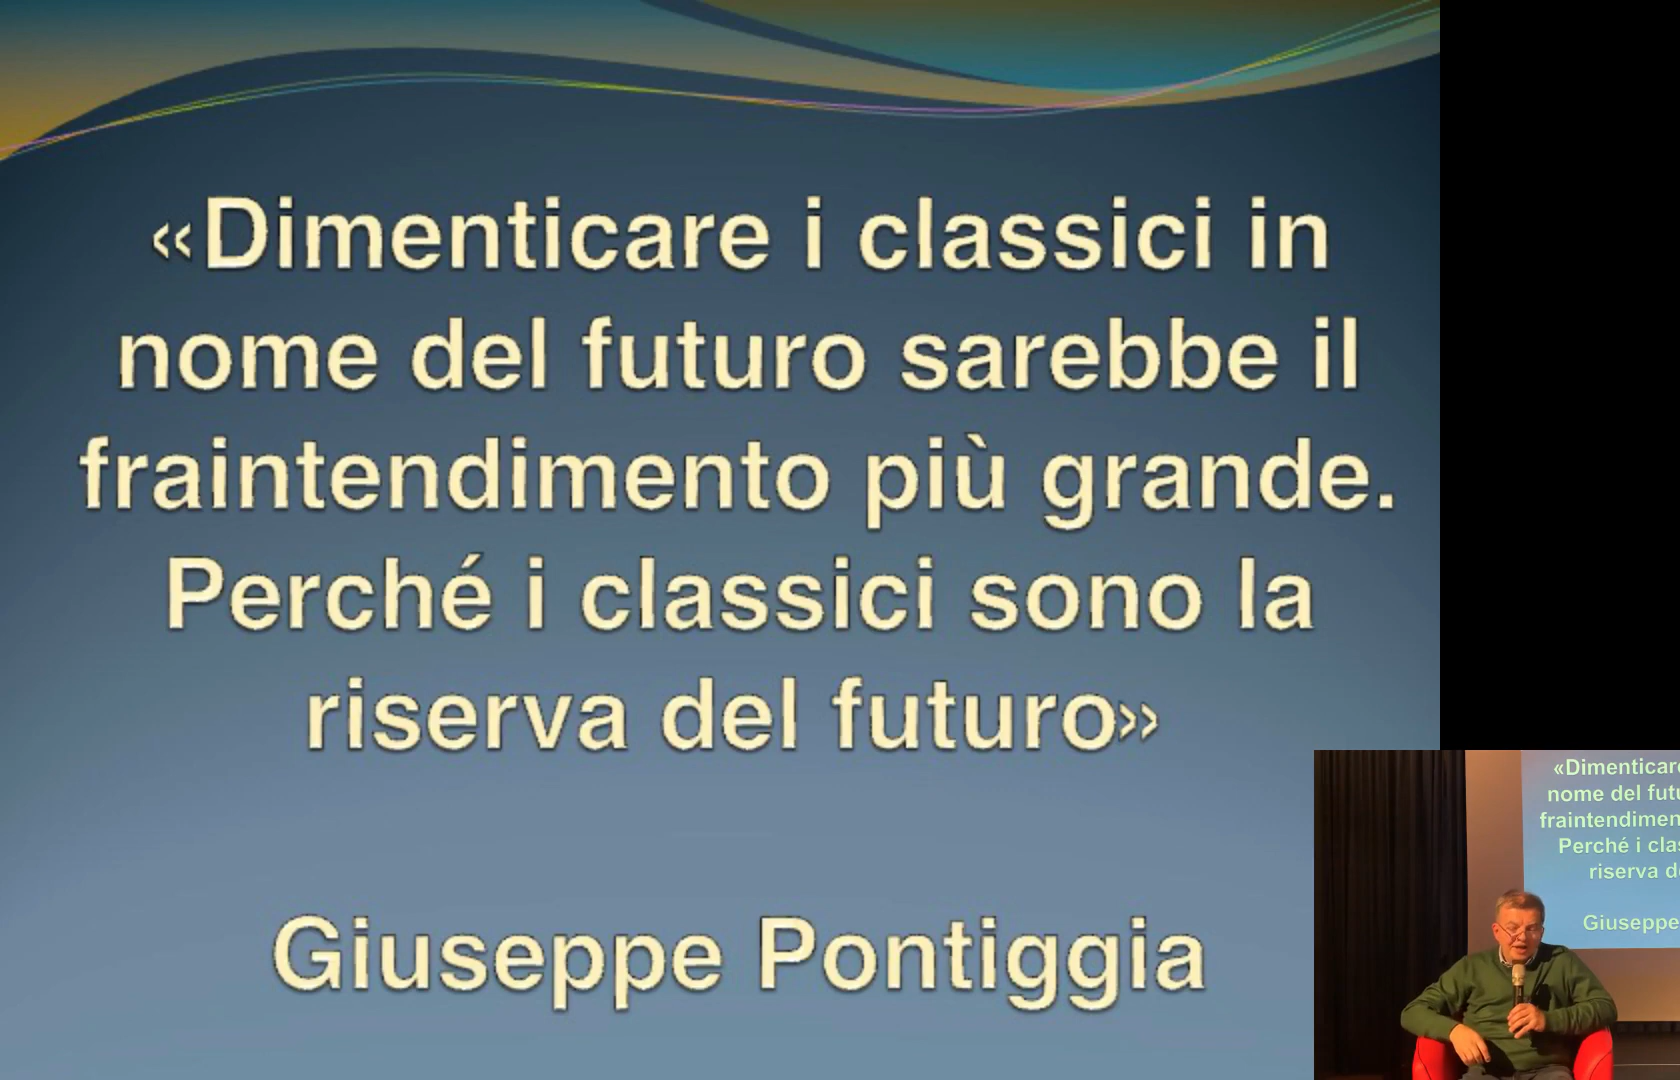 «Dimenticare i classici in
nome del futuro sarebbe il
fraintendimento più grande.
Perché i classici sono la
riserva del futuro»
Giuseppe Pontiggia
«Dimenticare
nome del futu
fraintendimen
Perché i clas
riserva de
Giuseppe